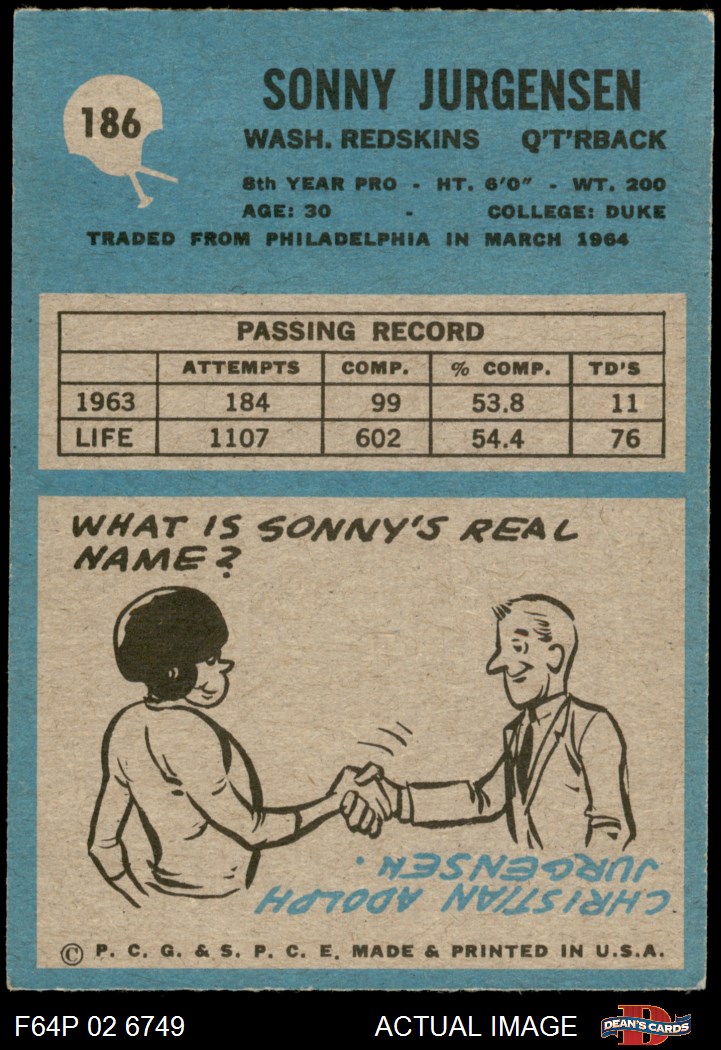 186
SONNY JURGENSEN
WASH. REDSKINS Q'T'RBACK
8th YEAR PRO - HT. 6'0" - WT. 200
AGE: 30 - COLLEGE: DUKE
TRADED FROM PHILADELPHIA IN MARCH 1964
PASSING RECORD
ATTEMPTS COMP. % COMP. TD'S
1963 184 99 53.8 11
LIFE 1107 602 54.4 76
WHAT IS SONNY'S REAL
NAME?
CHRISTIAN ADOLPH
JURGENSEN.
© P. C. G. & S. P. C. E. MADE & PRINTED IN U.S.A.
F64P 02 6749 ACTUAL IMAGE D DEAN'S CARDS